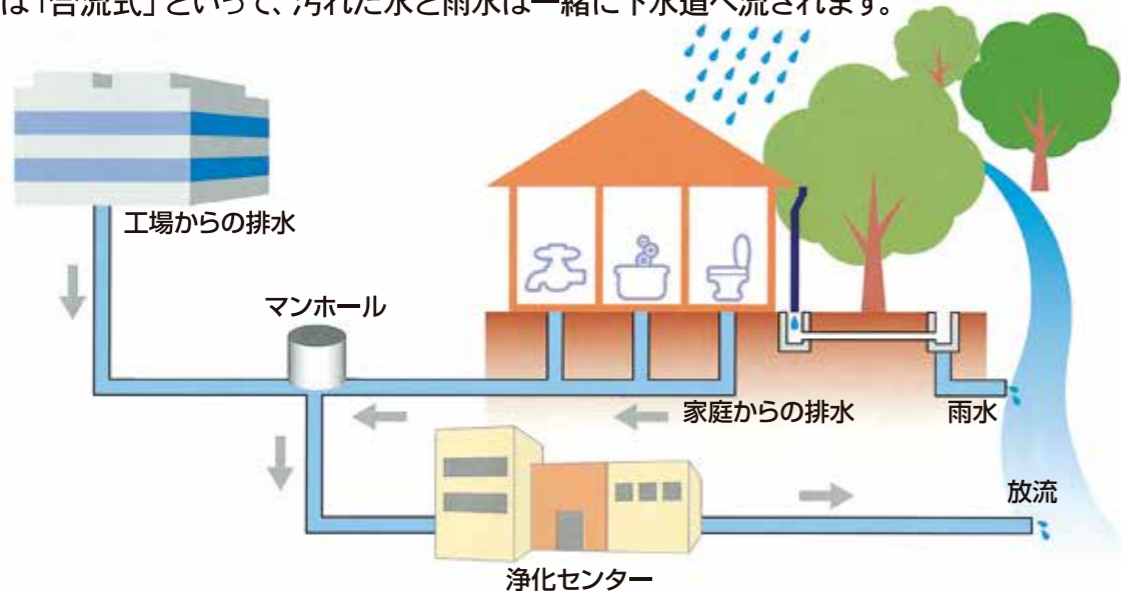 は「合流式」といって、汚れた水と雨水は一緒に下水道へ流されます。
工場からの排水
マンホール
家庭からの排水
雨水
放流
浄化センター